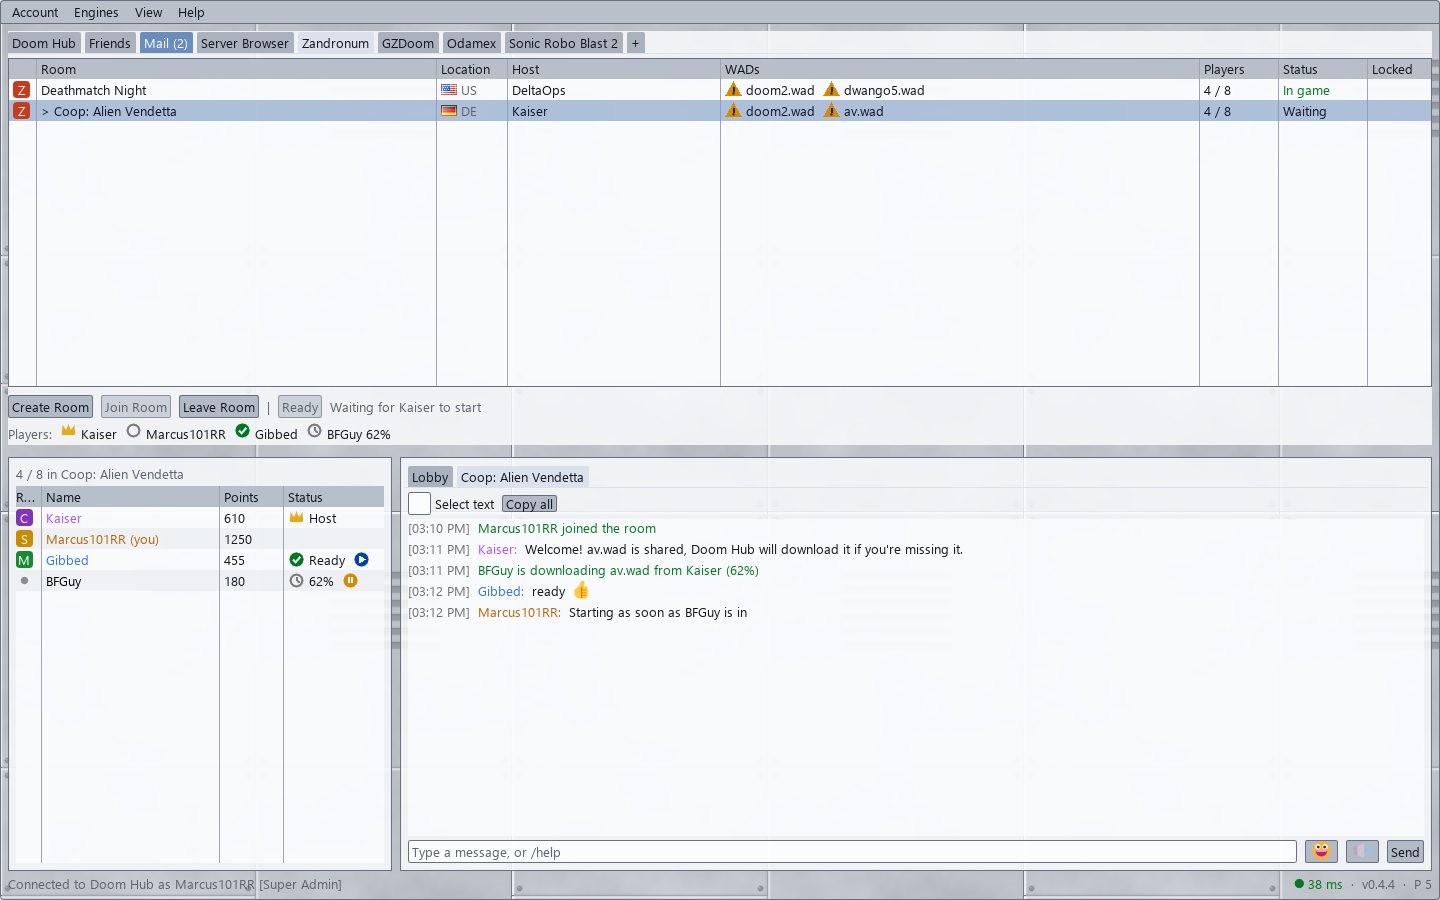 Account Engines View Help
Doom Hub Friends Mail (2) Server Browser Zandronum GZDoom Odamex Sonic Robo Blast 2 +
Room Location Host WADs Players Status Locked
Z Deathmatch Night US DeltaOps doom2.wad dwango5.wad 4 / 8 In game
Z > Coop: Alien Vendetta DE Kaiser doom2.wad av.wad 4 / 8 Waiting
Create Room Join Room Leave Room | Ready Waiting for Kaiser to start
Players: Kaiser Marcus101RR Gibbed BFGuy 62%
4 / 8 in Coop: Alien Vendetta
R... Name Points Status
C Kaiser 610 Host
S Marcus101RR (you) 1250
M Gibbed 455 Ready
BFGuy 180 62%
Lobby Coop: Alien Vendetta
Select text Copy all
[03:10 PM] Marcus101RR joined the room
[03:11 PM] Kaiser: Welcome! av.wad is shared, Doom Hub will download it if you're missing it.
[03:11 PM] BFGuy is downloading av.wad from Kaiser (62%)
[03:12 PM] Gibbed: ready 👍
[03:12 PM] Marcus101RR: Starting as soon as BFGuy is in
Type a message, or /help Send
Connected to Doom Hub as Marcus101RR [Super Admin] 38 ms · v0.4.4 · P 5